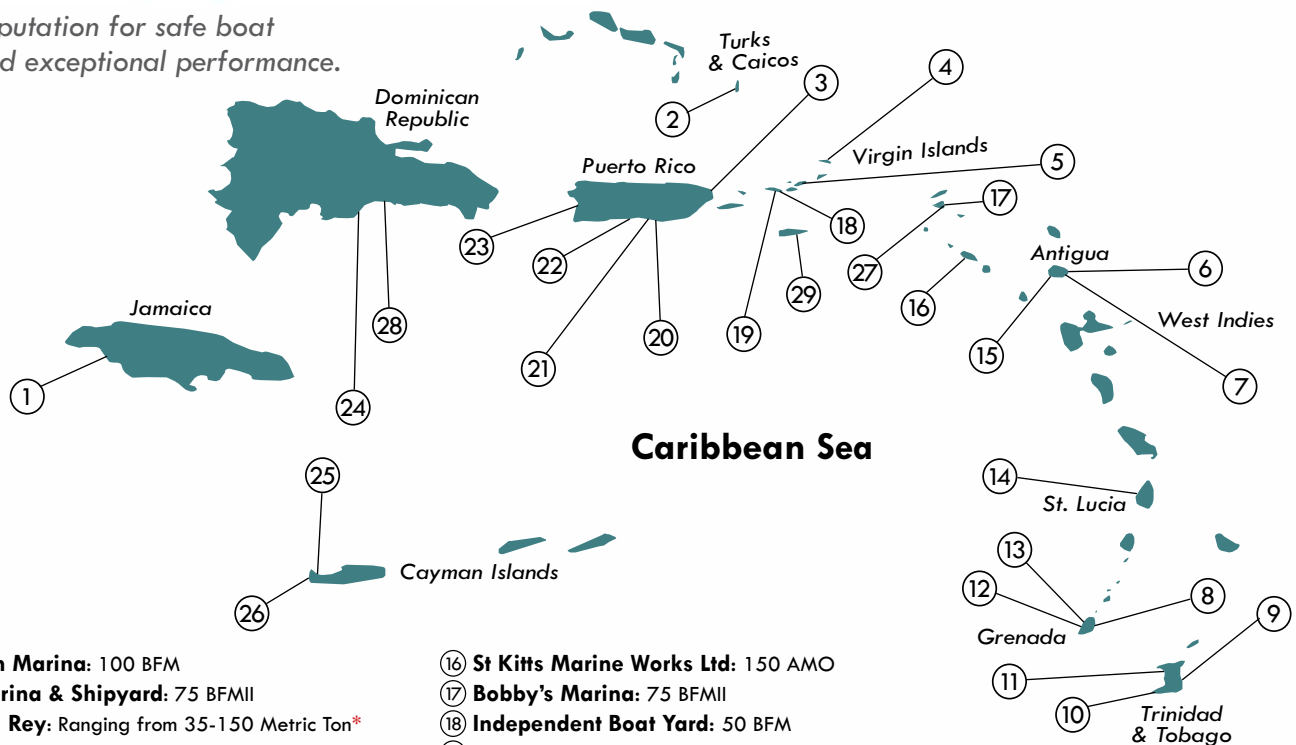 putation for safe boat
d exceptional performance.
Turks
& Caicos
Dominican
Republic
Puerto Rico
Virgin Islands
Antigua
West Indies
Jamaica
Caribbean Sea
St. Lucia
Cayman Islands
Grenada
Trinidad
& Tobago
1
2
3
4
5
6
7
8
9
10
11
12
13
14
15
16
17
18
19
20
21
22
23
24
25
26
27
28
29
n Marina: 100 BFM
rina & Shipyard: 75 BFMII
Rey: Ranging from 35-150 Metric Ton*
16 St Kitts Marine Works Ltd: 150 AMO
17 Bobby's Marina: 75 BFMII
18 Independent Boat Yard: 50 BFM